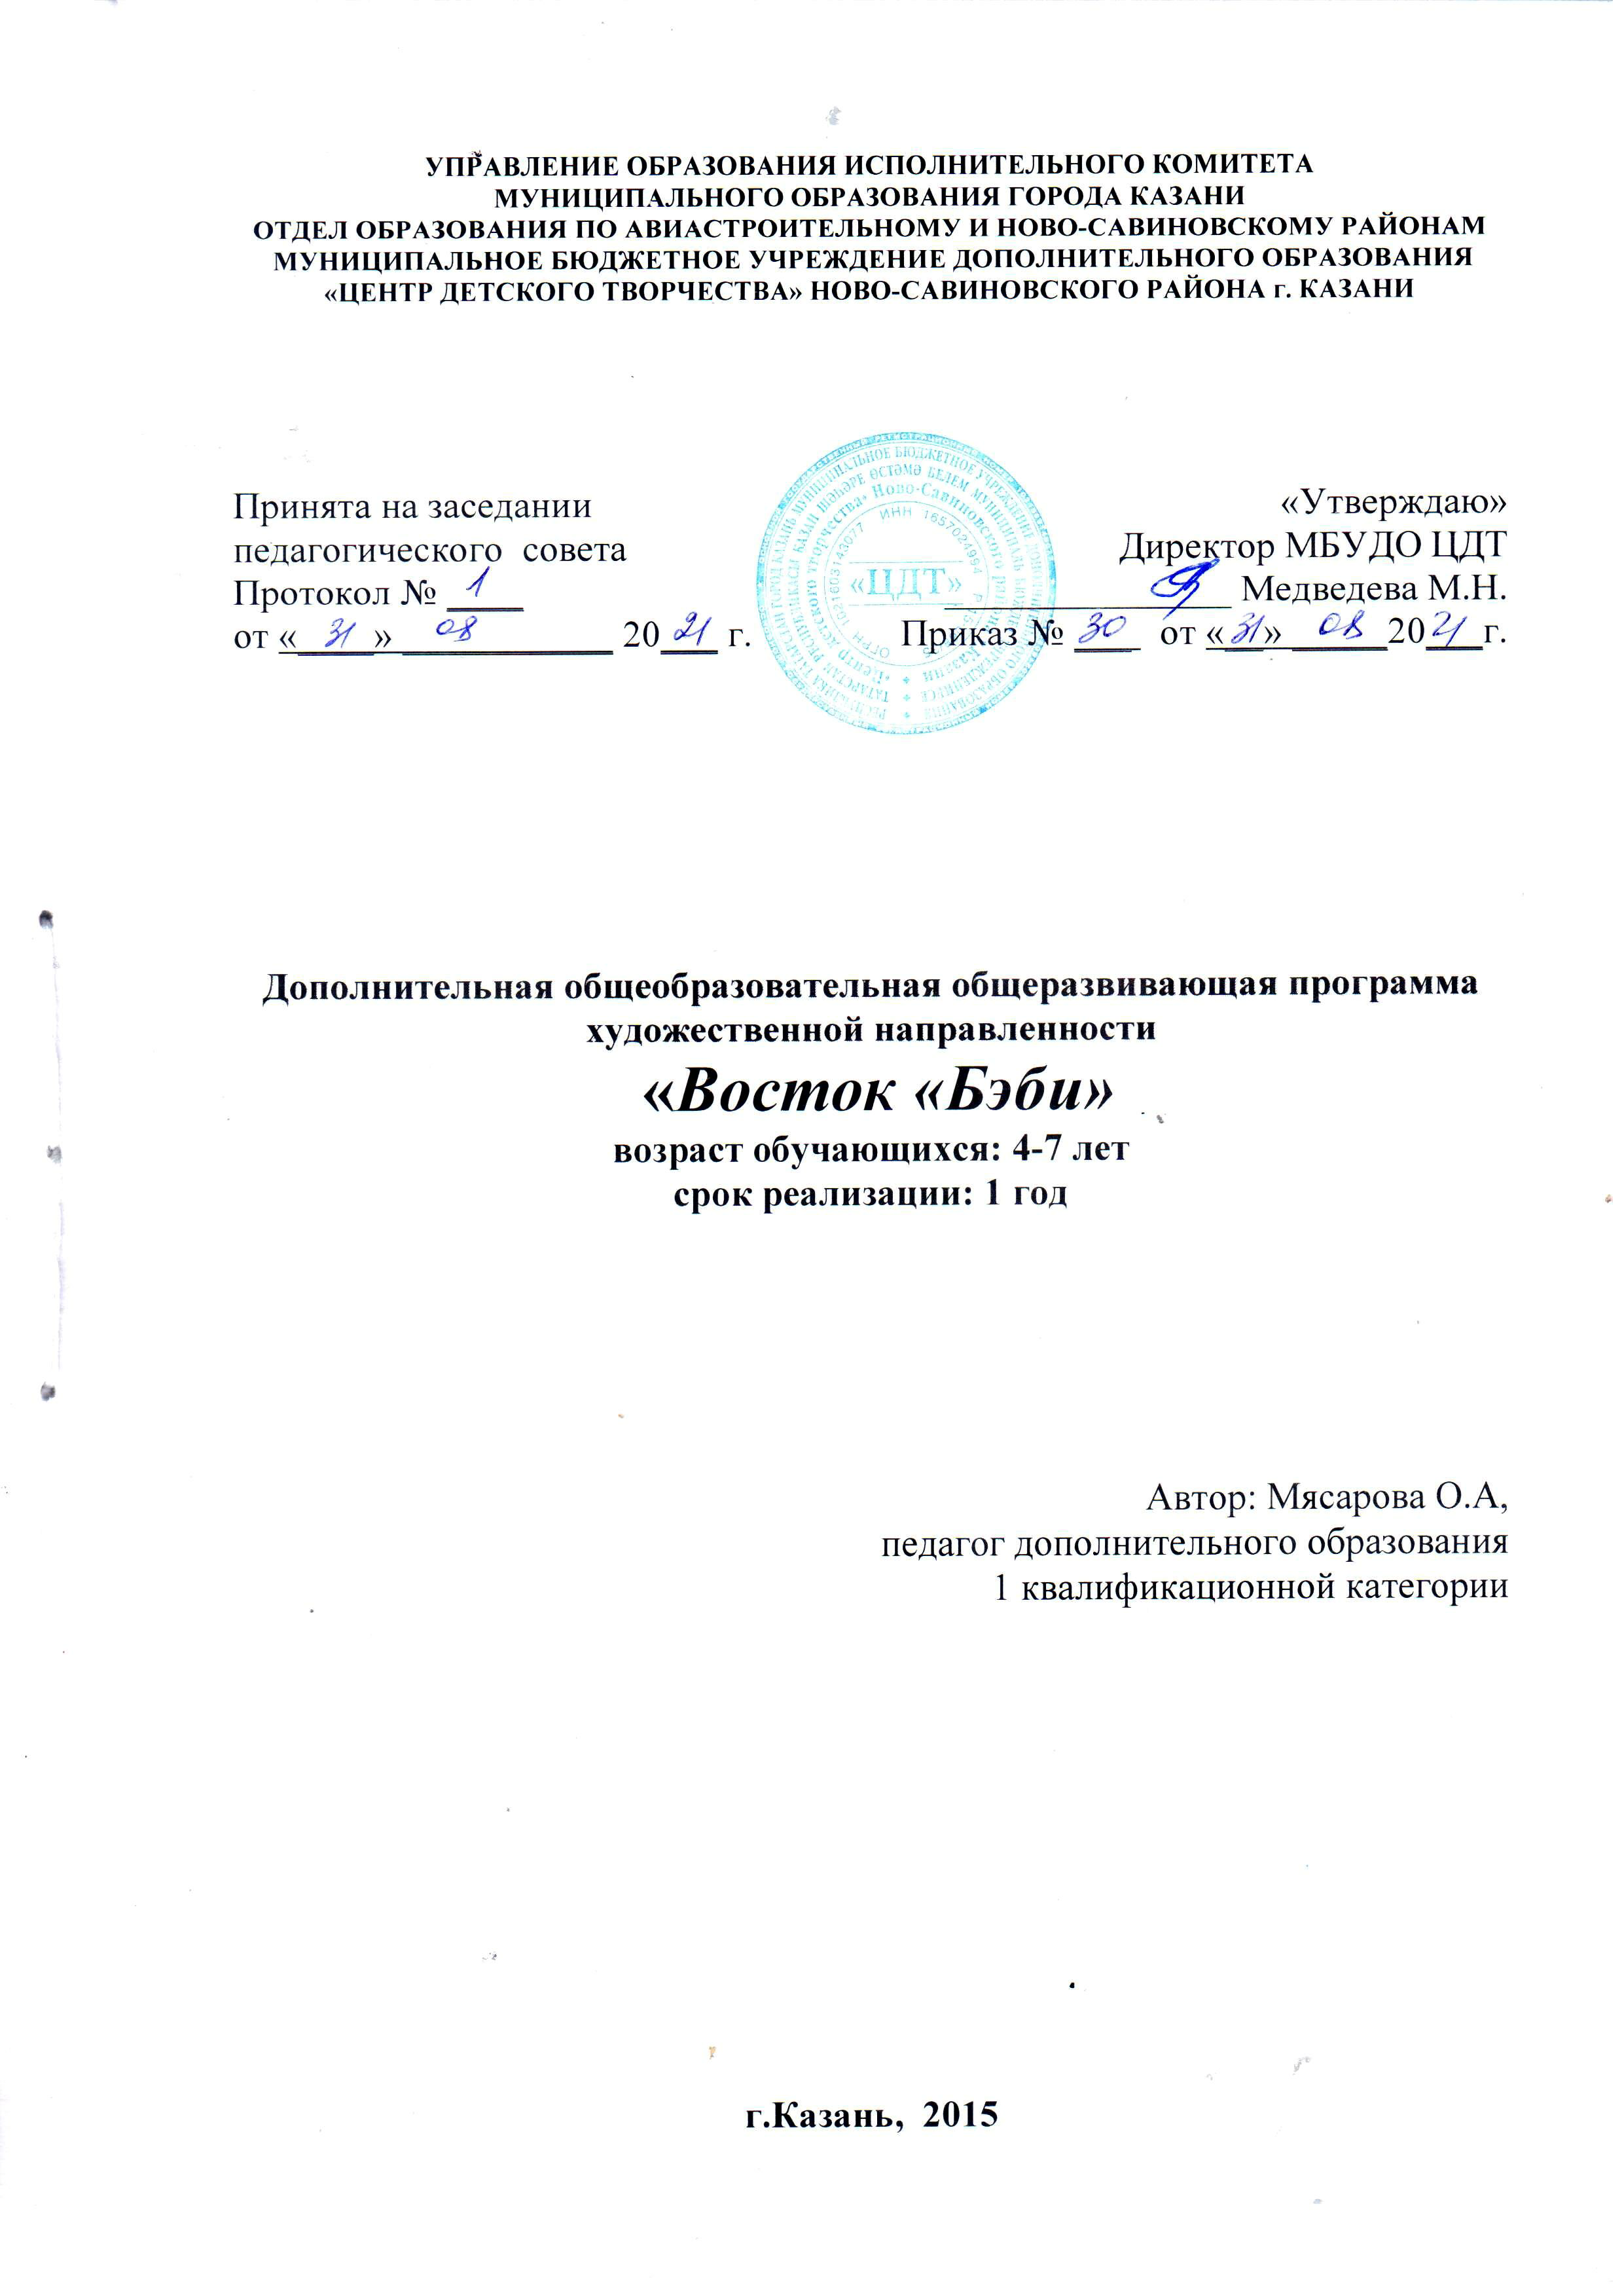 УПРАВЛЕНИЕ ОБРАЗОВАНИЯ ИСПОЛНИТЕЛЬНОГО КОМИТЕТА
МУНИЦИПАЛЬНОГО ОБРАЗОВАНИЯ ГОРОДА КАЗАНИ
ОТДЕЛ ОБРАЗОВАНИЯ ПО АВИАСТРОИТЕЛЬНОМУ И НОВО-САВИНОВСКОМУ РАЙОНАМ
МУНИЦИПАЛЬНОЕ БЮДЖЕТНОЕ УЧРЕЖДЕНИЕ ДОПОЛНИТЕЛЬНОГО ОБРАЗОВАНИЯ
«ЦЕНТР ДЕТСКОГО ТВОРЧЕСТВА» НОВО-САВИНОВСКОГО РАЙОНА г. КАЗАНИ
Принята на заседании
педагогического совета
Протокол № 1
от «31» 08 2021 г.
«ЦДТ»
«Утверждаю»
Директор МБУДО ЦДТ
Медведева М.Н.
Приказ № 30 от «31» 08 2021 г.
Дополнительная общеобразовательная общеразвивающая программа
художественной направленности
«Восток «Бэби»
возраст обучающихся: 4-7 лет
срок реализации: 1 год
Автор: Мясарова О.А,
педагог дополнительного образования
1 квалификационной категории
г.Казань, 2015